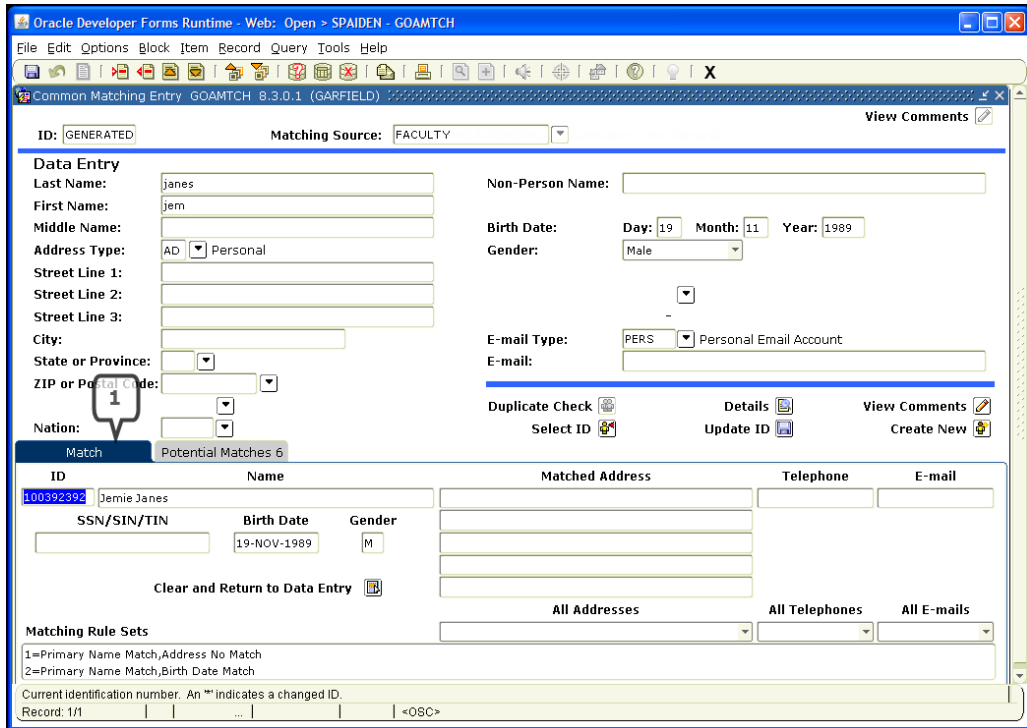 Oracle Developer Forms Runtime - Web: Open > SPAIDEN - GOAMTCH
File Edit Options Block Item Record Query Tools Help
X
Common Matching Entry GOAMTCH 8.3.0.1 (GARFIELD)
View Comments
ID: GENERATED Matching Source: FACULTY
Data Entry
Last Name: janes Non-Person Name:
First Name: jem
Middle Name: Birth Date: Day: 19 Month: 11 Year: 1989
Address Type: AD Personal Gender: Male
Street Line 1:
Street Line 2:
Street Line 3:
City: E-mail Type: PERS Personal Email Account
State or Province: E-mail:
ZIP or Postal Code:
1
Duplicate Check Details View Comments
Nation: Select ID Update ID Create New
Match Potential Matches 6
ID Name Matched Address Telephone E-mail
100392392 Jemie Janes
SSN/SIN/TIN Birth Date Gender
19-NOV-1989 M
Clear and Return to Data Entry
All Addresses All Telephones All E-mails
Matching Rule Sets
1=Primary Name Match,Address No Match
2=Primary Name Match,Birth Date Match
Current identification number. An '*' indicates a changed ID.
Record: 1/1 ... <OSC>